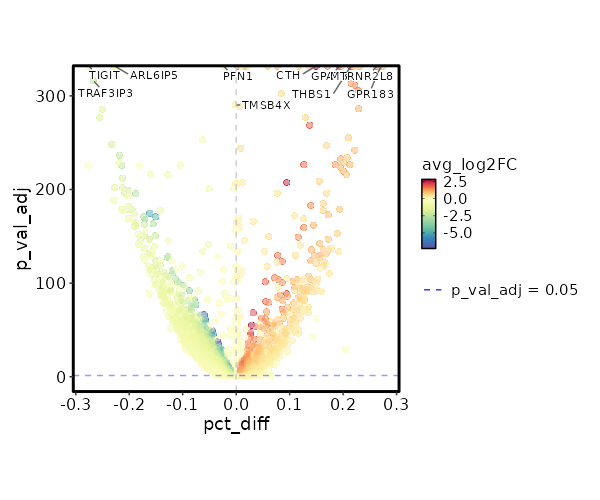 TIGIT
ARL6IP5
PFN1
CTH
MTRNR2L8
TRAF3IP3
THBS1
GPR183
TMSB4X
300
200
100
0
p_val_adj
-0.3
-0.2
-0.1
0.0
0.1
0.2
0.3
pct_diff
avg_log2FC
2.5
0.0
-2.5
-5.0
p_val_adj = 0.05